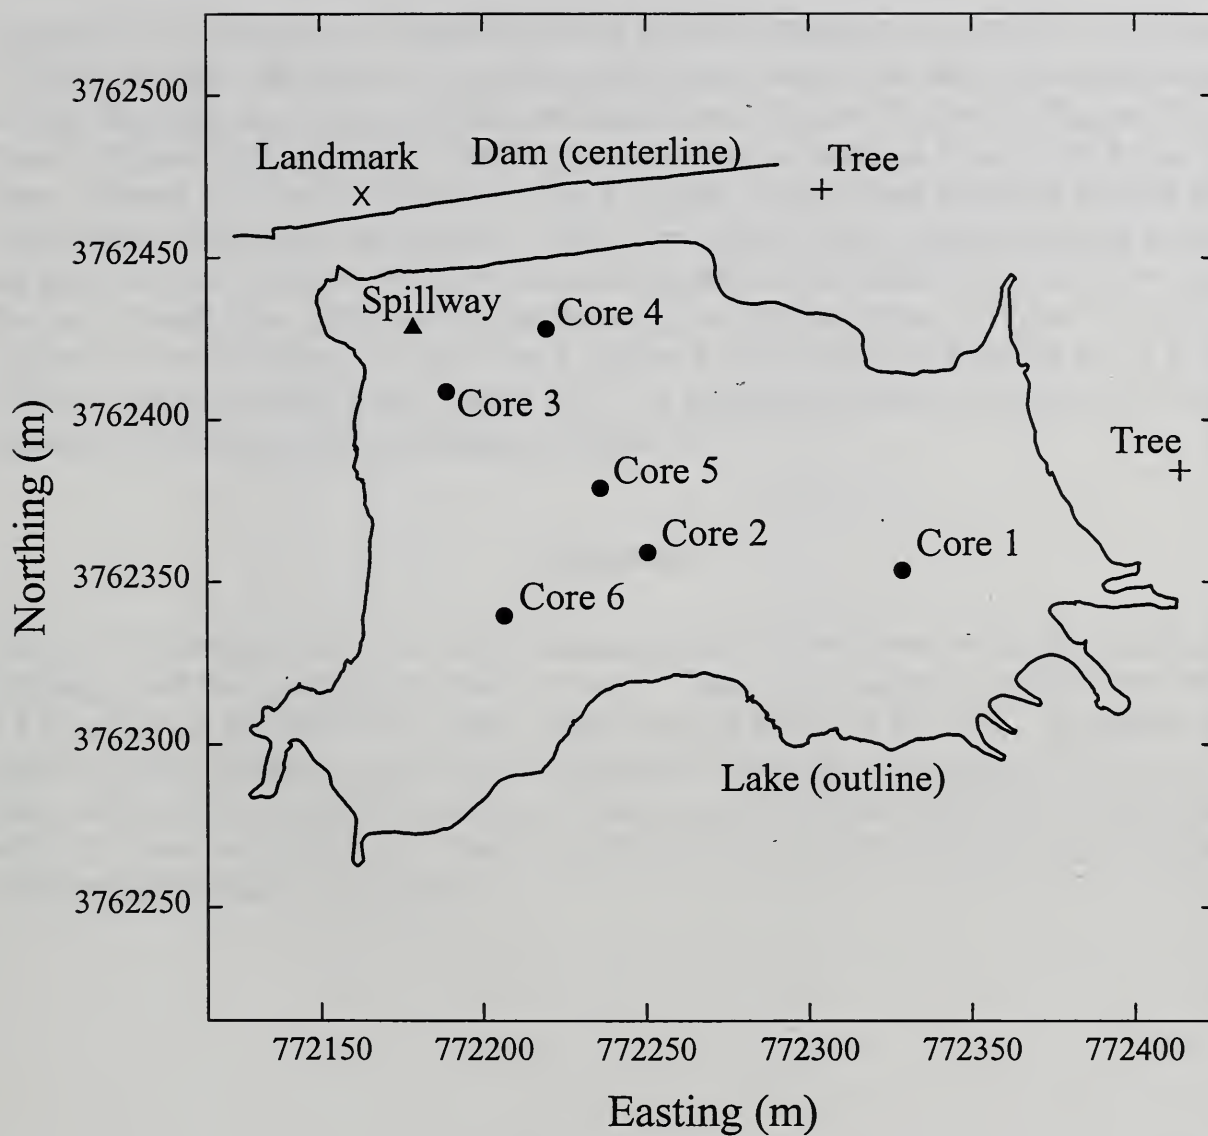 3762500
Landmark
Dam (centerline)
Tree
x
3762450
Spillway
Core 4
3762400
Core 3
Tree
Core 5
Core 2
Core 1
3762350
Core 6
3762300
Lake (outline)
3762250
Northing (m)
772150 772200 772250 772300 772350 772400
Easting (m)